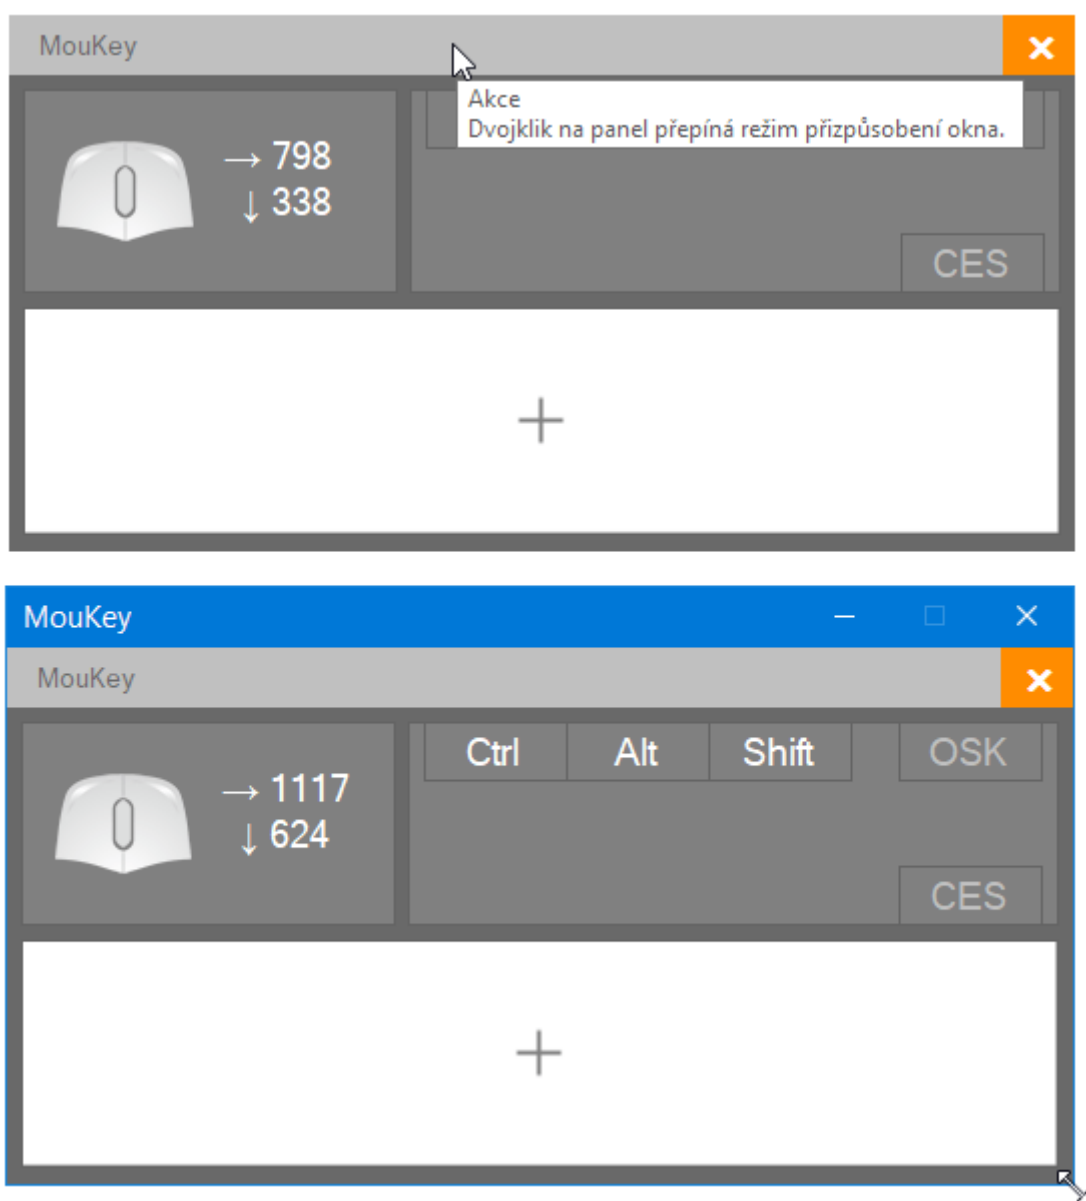 MouKey
Akce
Dvojklik na panel přepíná režim přizpůsobení okna.
→ 798
↓ 338
CES
MouKey
MouKey
Ctrl Alt Shift OSK
→ 1117
↓ 624
CES